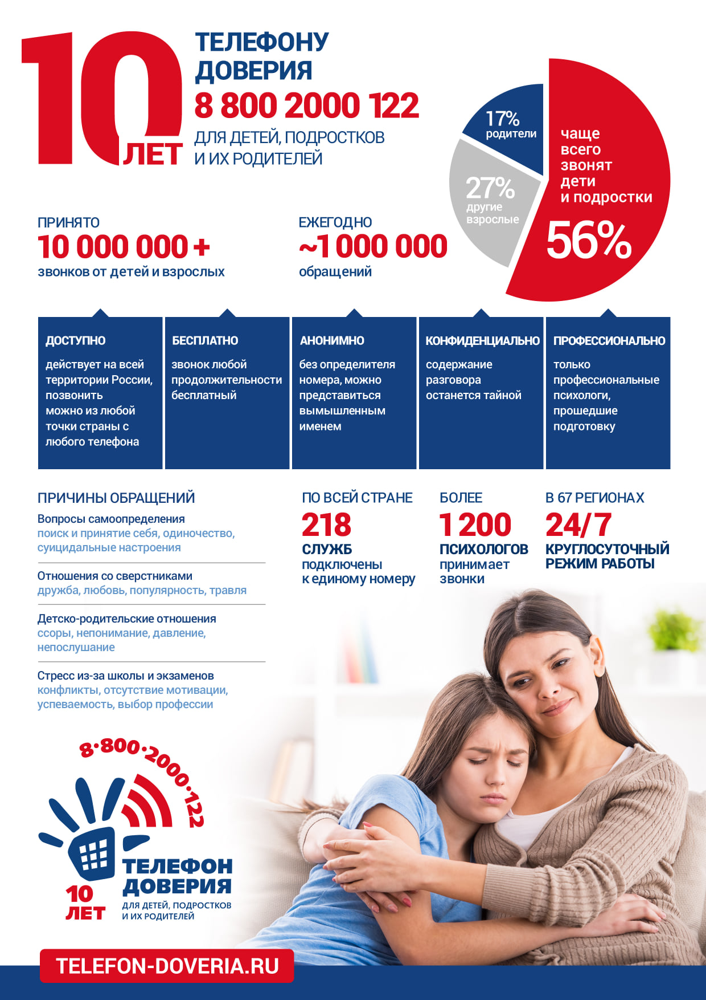 10
ЛЕТ
ТЕЛЕФОНУ
ДОВЕРИЯ
8 800 2000 122
ДЛЯ ДЕТЕЙ, ПОДРОСТКОВ
И ИХ РОДИТЕЛЕЙ
17%
родители
27%
другие
взрослые
чаще
всего
звонят
дети
и подростки
56%
ПРИНЯТО
10 000 000 +
звонков от детей и взрослых
ЕЖЕГОДНО
~1 000 000
обращений
ДОСТУПНО
действует на всей
территории России,
позвонить
можно из любой
точки страны с
любого телефона
БЕСПЛАТНО
звонок любой
продолжительности
бесплатный
АНОНИМНО
без определителя
номера, можно
представиться
вымышленным
именем
КОНФИДЕНЦИАЛЬНО
содержание
разговора
останется тайной
ПРОФЕССИОНАЛЬНО
только
профессиональные
психологи,
прошедшие
подготовку
ПРИЧИНЫ ОБРАЩЕНИЙ
Вопросы самоопределения
поиск и принятие себя, одиночество,
суицидальные настроения
Отношения со сверстниками
дружба, любовь, популярность, травля
Детско-родительские отношения
ссоры, непонимание, давление,
непослушание
Стресс из-за школы и экзаменов
конфликты, отсутствие мотивации,
успеваемость, выбор профессии
ПО ВСЕЙ СТРАНЕ
218
СЛУЖБ
подключены
к единому номеру
БОЛЕЕ
1 200
ПСИХОЛОГОВ
принимает
звонки
В 67 РЕГИОНАХ
24/7
КРУГЛОСУТОЧНЫЙ
РЕЖИМ РАБОТЫ
8·800·2000·122
ТЕЛЕФОН
ДОВЕРИЯ
ДЛЯ ДЕТЕЙ, ПОДРОСТКОВ
И ИХ РОДИТЕЛЕЙ
10
ЛЕТ
TELEFON-DOVERIA.RU